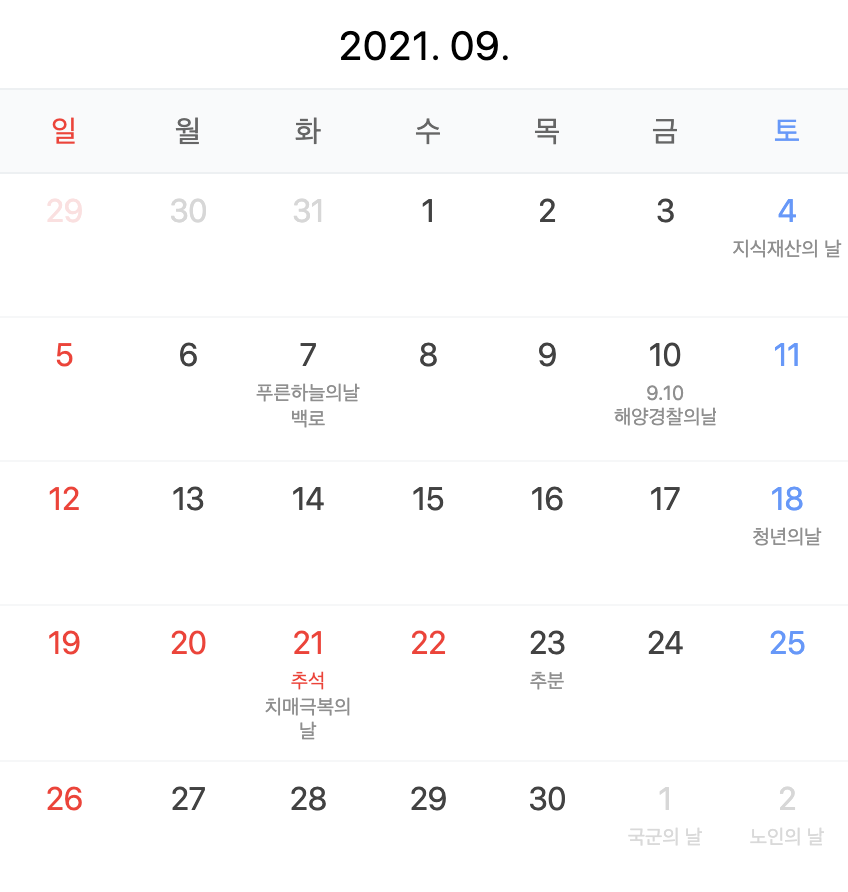 2021. 09.
일 월 화 수 목 금 토
29 30 31 1 2 3 4
지식재산의 날
5 6 7 8 9 10 11
푸른하늘의날 9.10
백로 해양경찰의날
12 13 14 15 16 17 18
청년의날
19 20 21 22 23 24 25
추석 추분
치매극복의
날
26 27 28 29 30 1 2
국군의 날 노인의 날